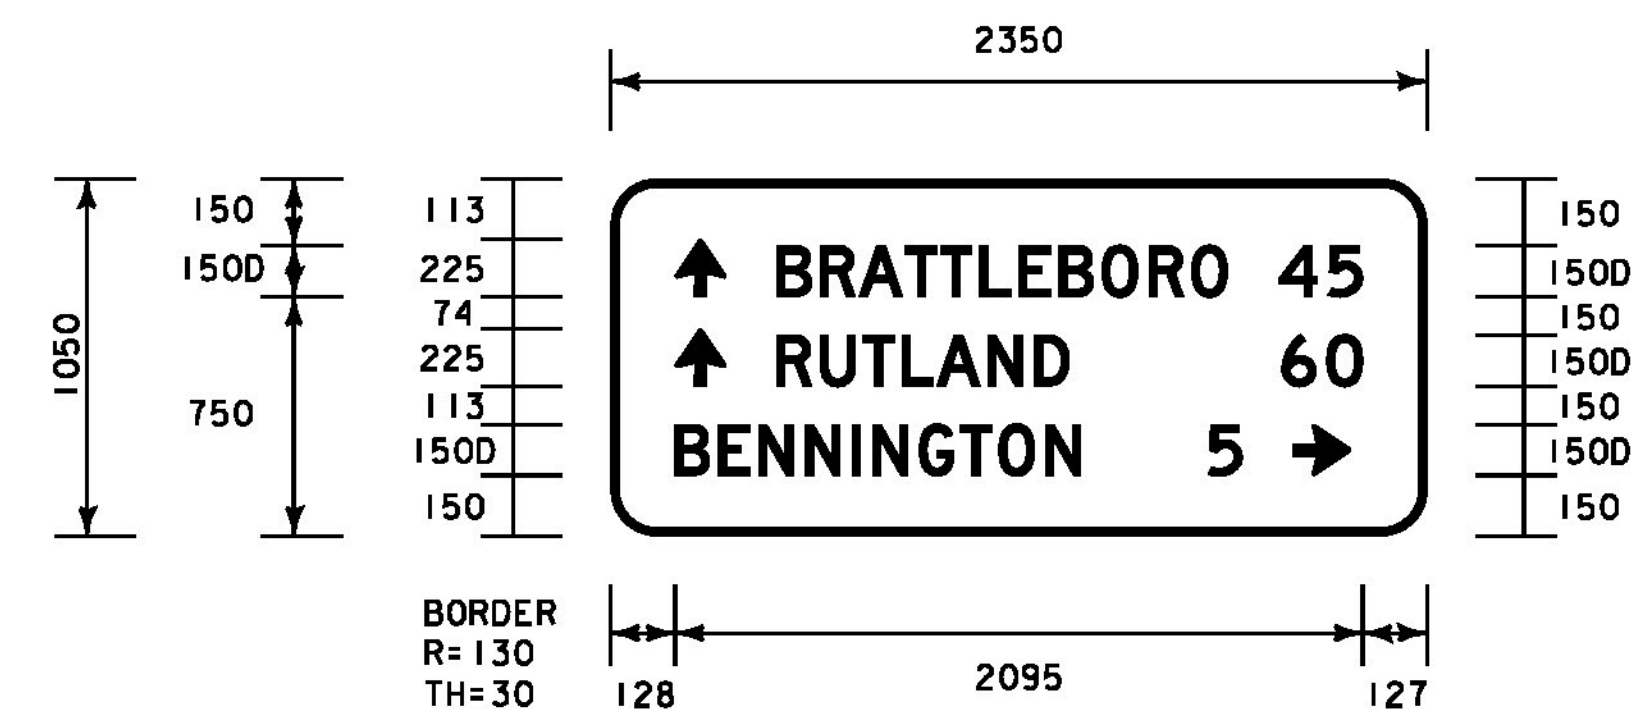 2350
150
150D
750
1050
113
225
74
225
113
150D
150
↑ BRATTLEBORO 45
↑ RUTLAND 60
BENNINGTON 5 →
150
150D
150
150D
150
150D
150
BORDER
R=130
TH=30
128
2095
127